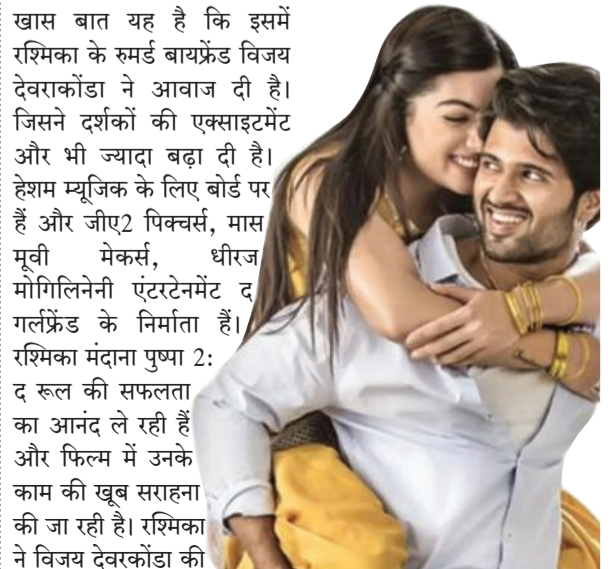 खास बात यह है कि इसमें
रश्मिका के रुमर्ड बायफ्रेंड विजय
देवराकोंडा ने आवाज दी है।
जिसने दर्शकों की एक्साइटमेंट
और भी ज्यादा बढ़ा दी है।
हेशम म्यूजिक के लिए बोर्ड पर
हैं और जीए2 पिक्चर्स, मास
मूवी मेकर्स, धीरज
मोगिलिनेनी एंटरटेनमेंट द
गर्लफ्रेंड के निर्माता हैं।
रश्मिका मंदाना पुष्पा 2:
द रूल की सफलता
का आनंद ले रही हैं
और फिल्म में उनके
काम की खूब सराहना
की जा रही है। रश्मिका
ने विजय देवरकोंडा की